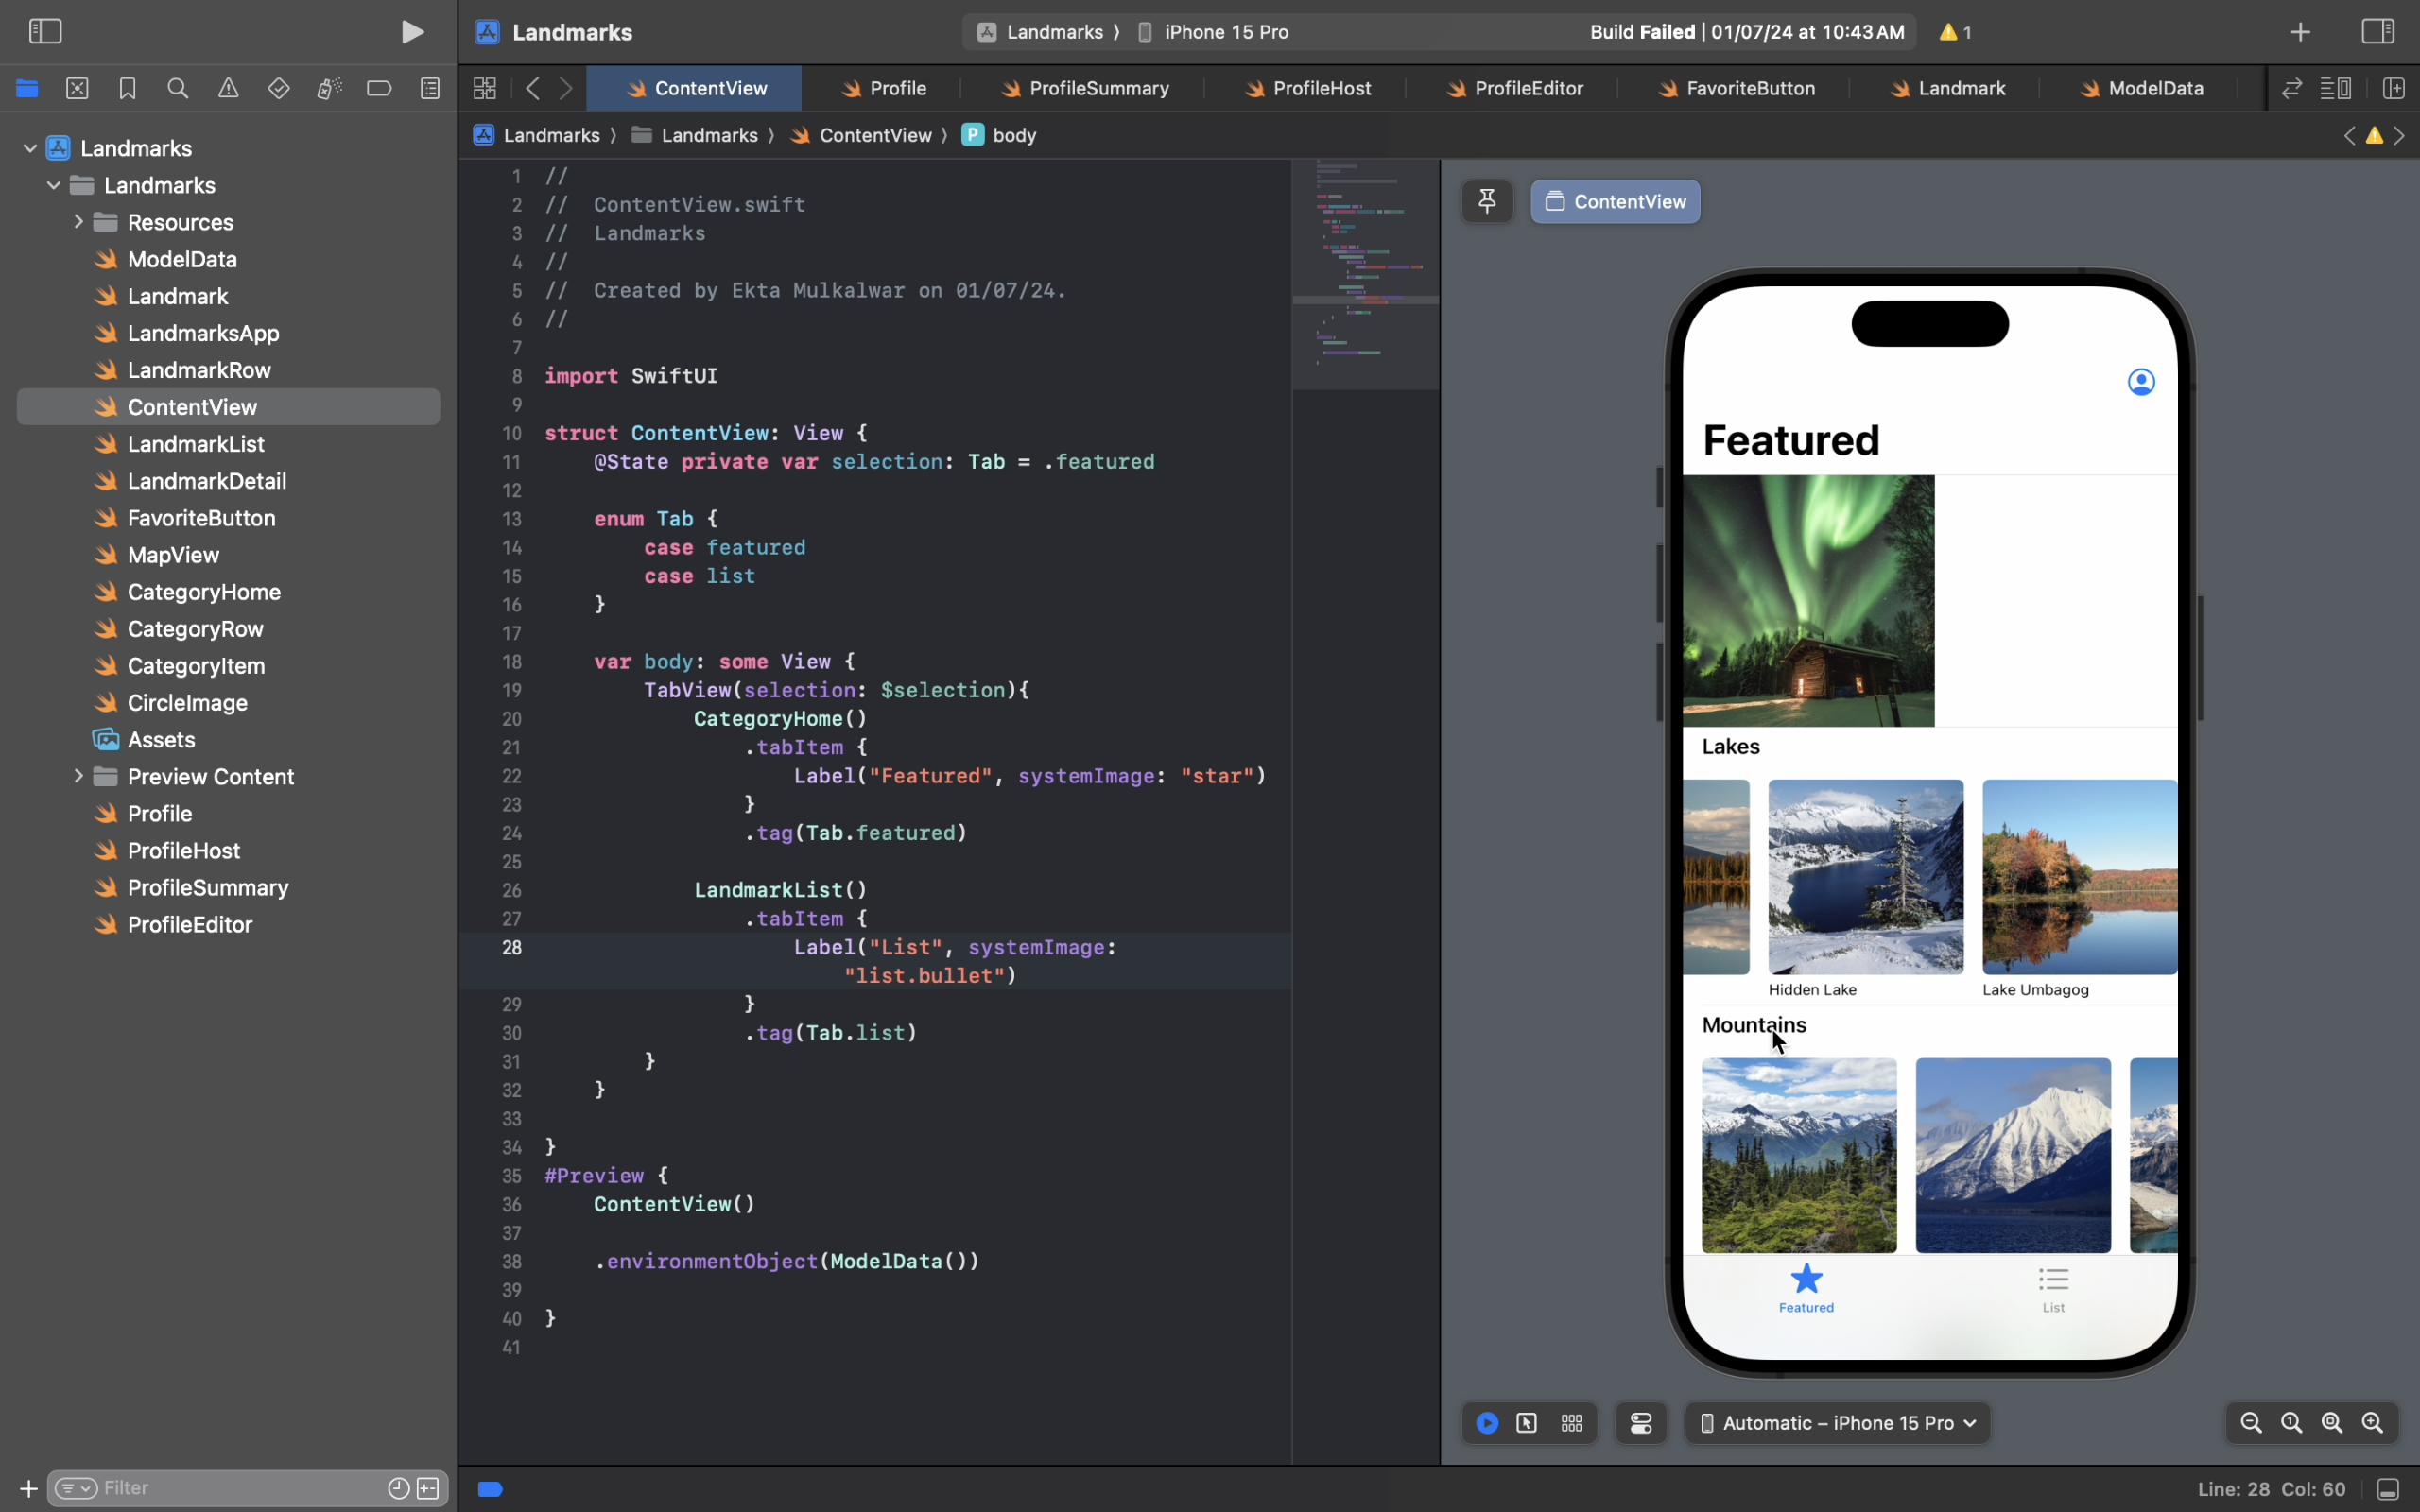 Landmarks
Landmarks 〉 iPhone 15 Pro
Build Failed | 01/07/24 at 10:43 AM
1
ContentView
Profile
ProfileSummary
ProfileHost
ProfileEditor
FavoriteButton
Landmark
ModelData
Landmarks 〉 Landmarks 〉 ContentView 〉 P body
Landmarks
Landmarks
Resources
ModelData
Landmark
LandmarksApp
LandmarkRow
ContentView
LandmarkList
LandmarkDetail
FavoriteButton
MapView
CategoryHome
CategoryRow
CategoryItem
CircleImage
Assets
Preview Content
Profile
ProfileHost
ProfileSummary
ProfileEditor
Filter
1 //
2 //  ContentView.swift
3 //  Landmarks
4 //
5 //  Created by Ekta Mulkalwar on 01/07/24.
6 //
7
8 import SwiftUI
9
10 struct ContentView: View {
11     @State private var selection: Tab = .featured
12
13     enum Tab {
14         case featured
15         case list
16     }
17
18     var body: some View {
19         TabView(selection: $selection){
20             CategoryHome()
21                 .tabItem {
22                     Label("Featured", systemImage: "star")
23                 }
24                 .tag(Tab.featured)
25
26             LandmarkList()
27                 .tabItem {
28                     Label("List", systemImage:
                        "list.bullet")
29                 }
30                 .tag(Tab.list)
31         }
32     }
33
34 }
35 #Preview {
36     ContentView()
37
38     .environmentObject(ModelData())
39
40 }
41
ContentView
Featured
Lakes
Hidden Lake
Lake Umbagog
Mountains
Featured
List
Automatic – iPhone 15 Pro
Line: 28 Col: 60